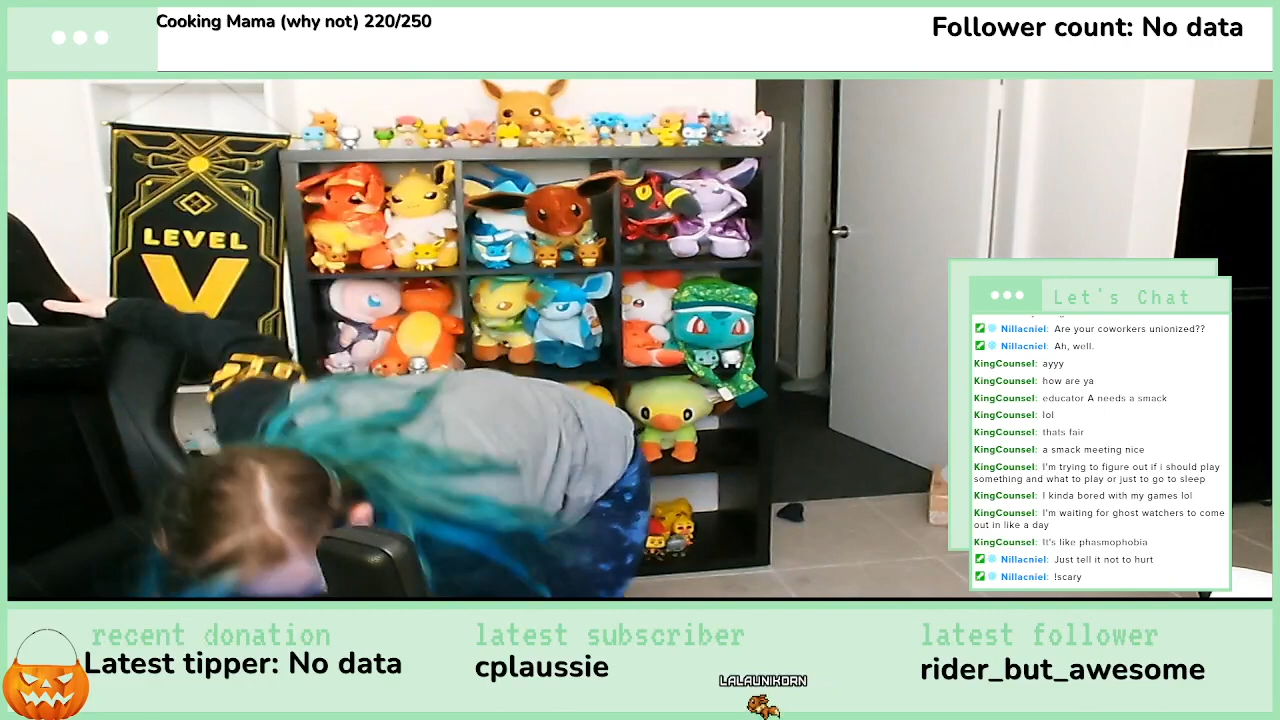 Cooking Mama (why not) 220/250
Follower count: No data
LEVEL
V
Let's Chat
Nillacniel: Are your coworkers unionized??
Nillacniel: Ah, well.
KingCounsel: ayyy
KingCounsel: how are ya
KingCounsel: educator A needs a smack
KingCounsel: lol
KingCounsel: thats fair
KingCounsel: a smack meeting nice
KingCounsel: I'm trying to figure out if i should play
something and what to play or just to go to sleep
KingCounsel: I kinda bored with my games lol
KingCounsel: I'm waiting for ghost watchers to come
out in like a day
KingCounsel: It's like phasmophobia
Nillacniel: Just tell it not to hurt
Nillacniel: !scary
recent donation
Latest tipper: No data
latest subscriber
cplaussie
latest follower
rider_but_awesome
LALAUNIKORN